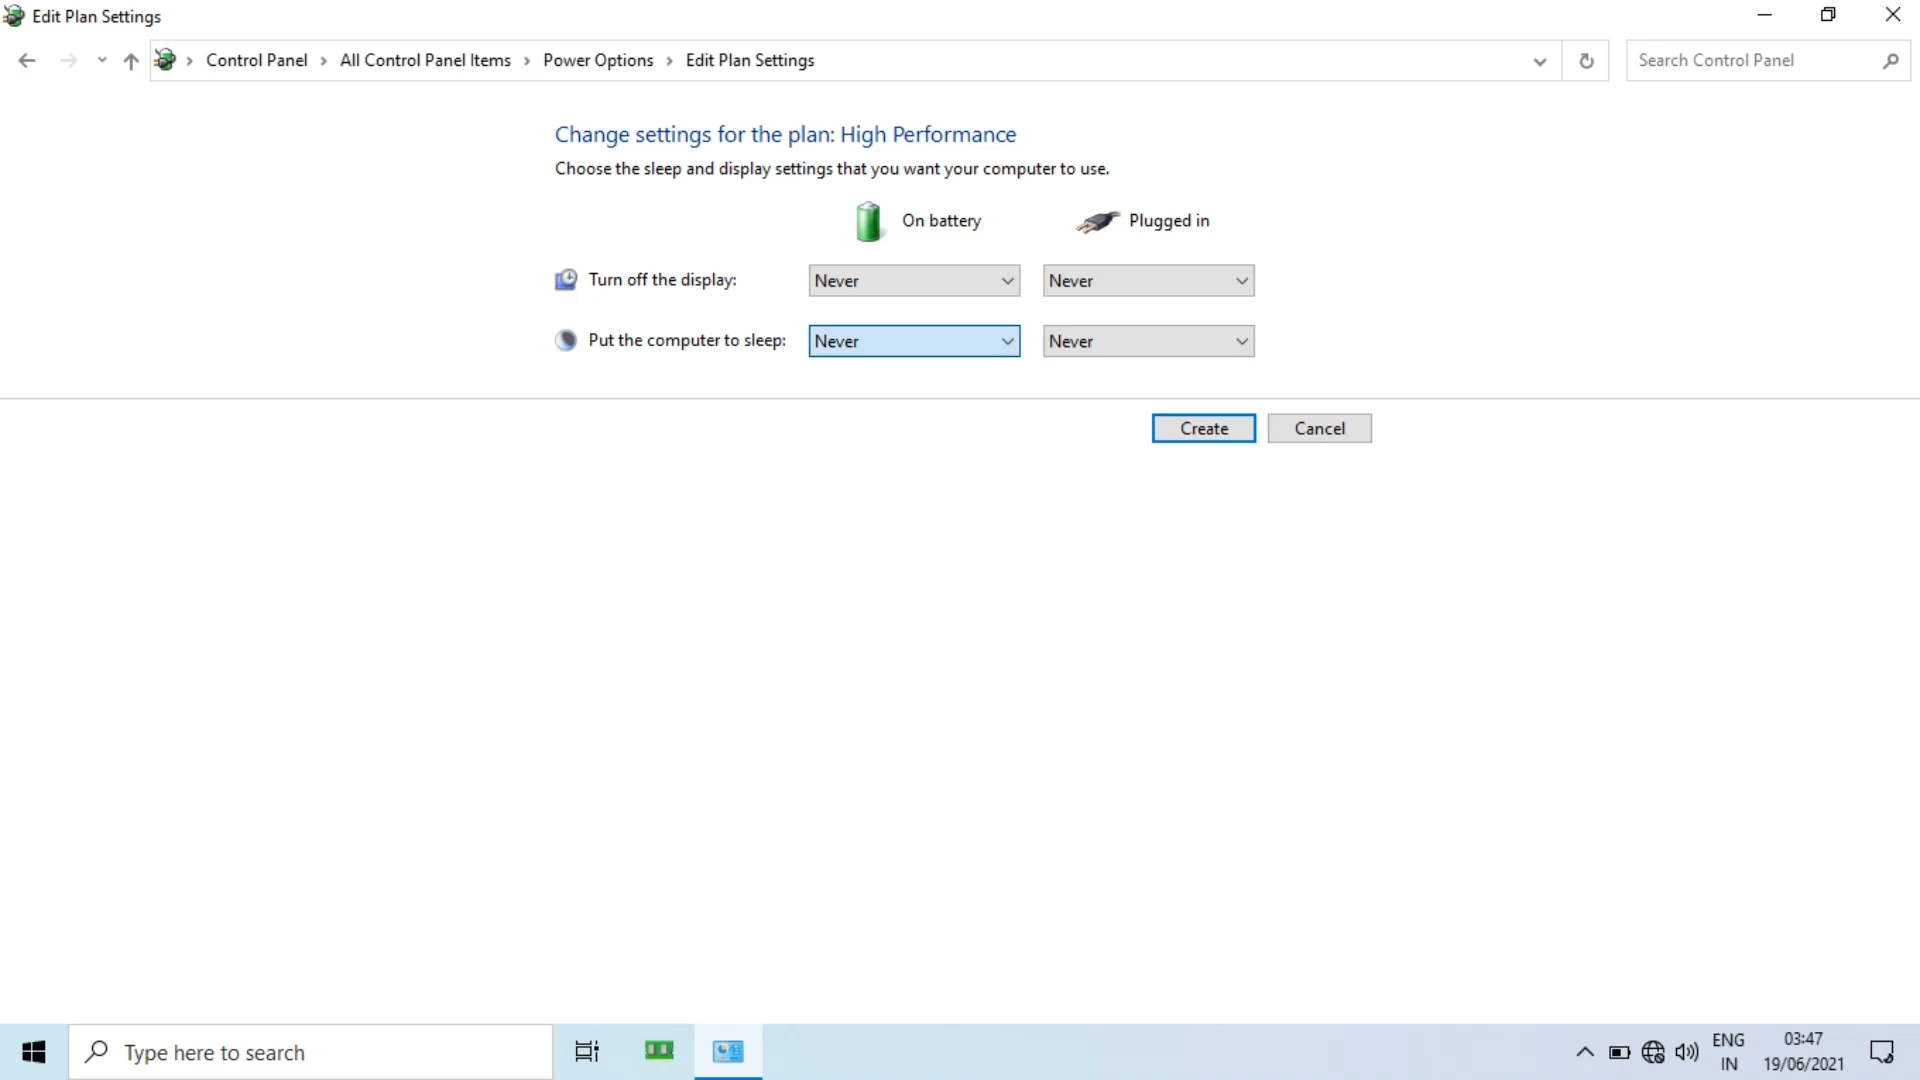 Edit Plan Settings
Control Panel
All Control Panel Items
Power Options
Edit Plan Settings
Search Control Panel
Change settings for the plan: High Performance
Choose the sleep and display settings that you want your computer to use.
On battery
Plugged in
Turn off the display:
Never
Never
Put the computer to sleep:
Never
Never
Create
Cancel
Type here to search
ENG
IN
03:47
19/06/2021